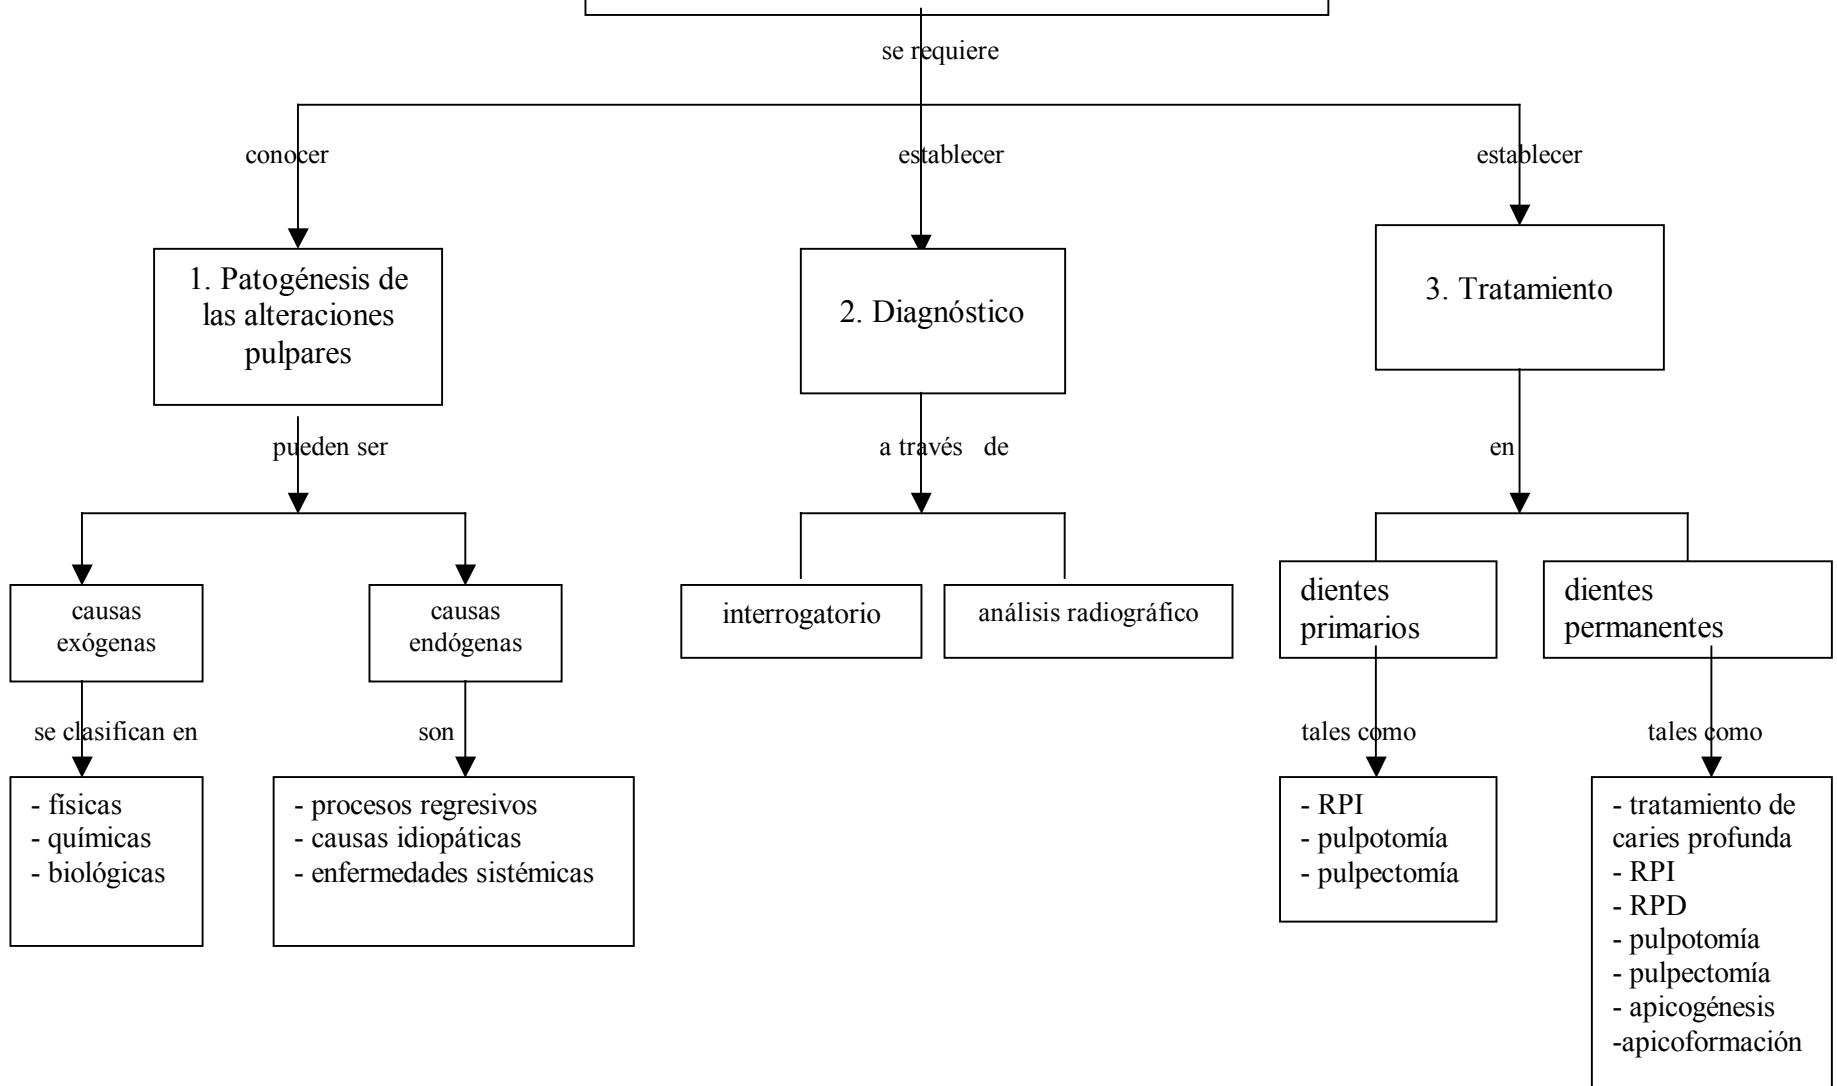 se requiere
conocer
establecer
establecer
1. Patogénesis de
las alteraciones
pulpares
2. Diagnóstico
3. Tratamiento
pueden ser
a través de
en
causas
exógenas
causas
endógenas
interrogatorio
análisis radiográfico
dientes
primarios
dientes
permanentes
se clasifican en
son
tales como
tales como
- físicas
- químicas
- biológicas
- procesos regresivos
- causas idiopáticas
- enfermedades sistémicas
- RPI
- pulpotomía
- pulpectomía
- tratamiento de
caries profunda
- RPI
- RPD
- pulpotomía
- pulpectomía
- apicogénesis
-apicoformación